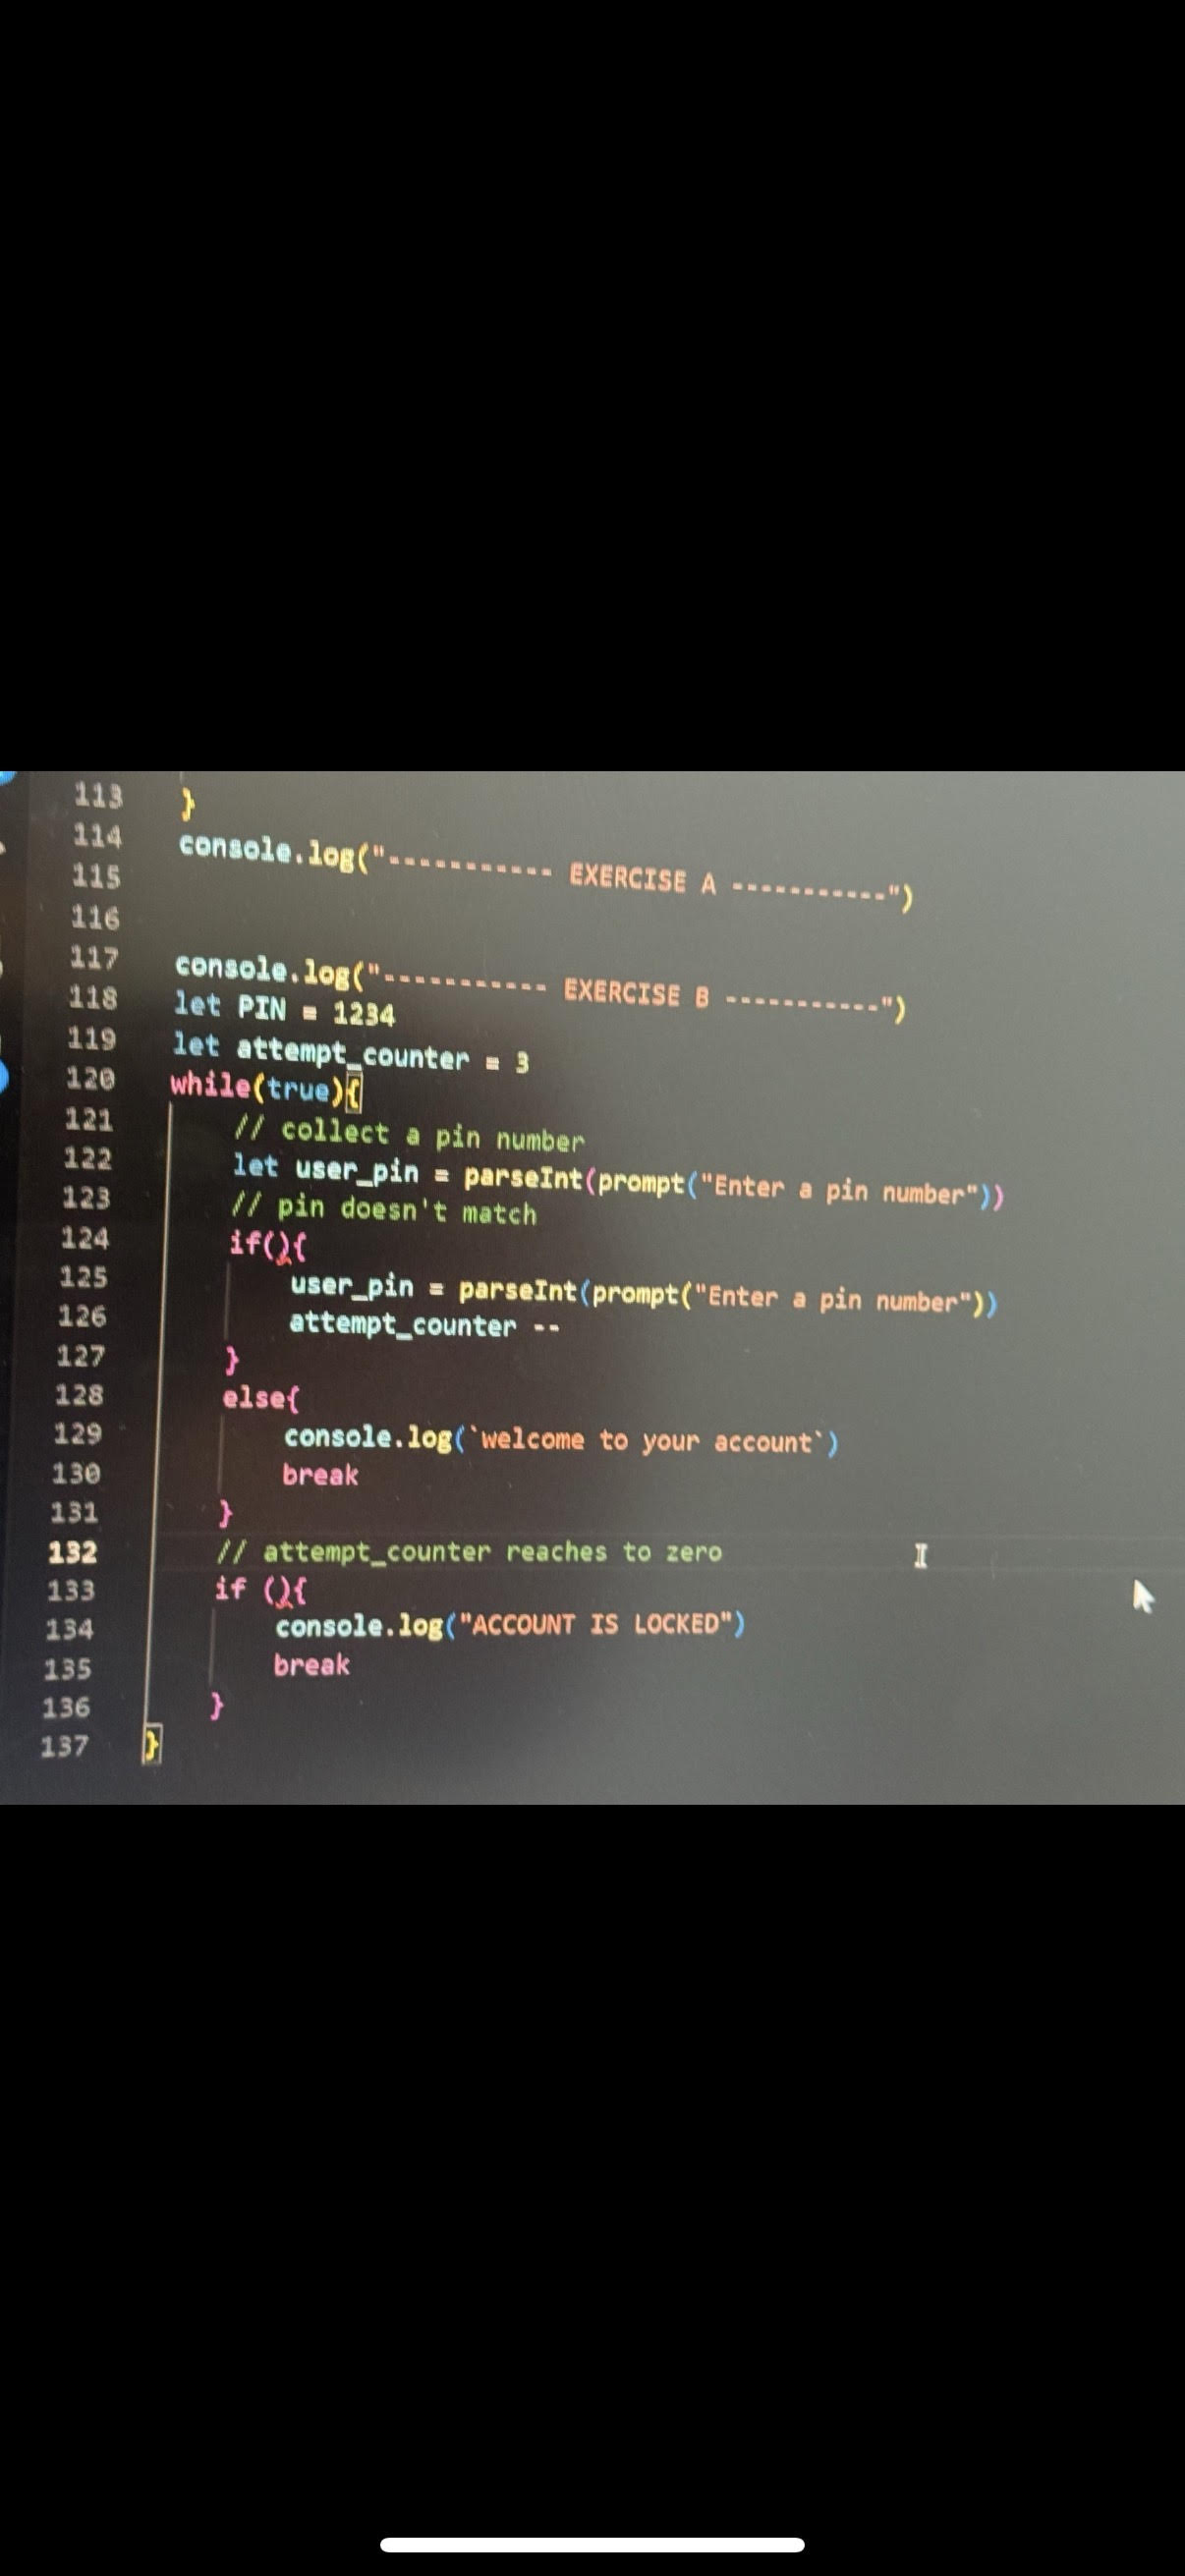 113 }
114 console.log("----------- EXERCISE A -----------")
115
116
117 console.log("----------- EXERCISE B -----------")
118 let PIN = 1234
119 let attempt_counter = 3
120 while(true){
121 // collect a pin number
122 let user_pin = parseInt(prompt("Enter a pin number"))
123 // pin doesn't match
124 if(){
125 user_pin = parseInt(prompt("Enter a pin number"))
126 attempt_counter --
127 }
128 else{
129 console.log(`welcome to your account`)
130 break
131 }
132 // attempt_counter reaches to zero
133 if (){
134 console.log("ACCOUNT IS LOCKED")
135 break
136 }
137 }